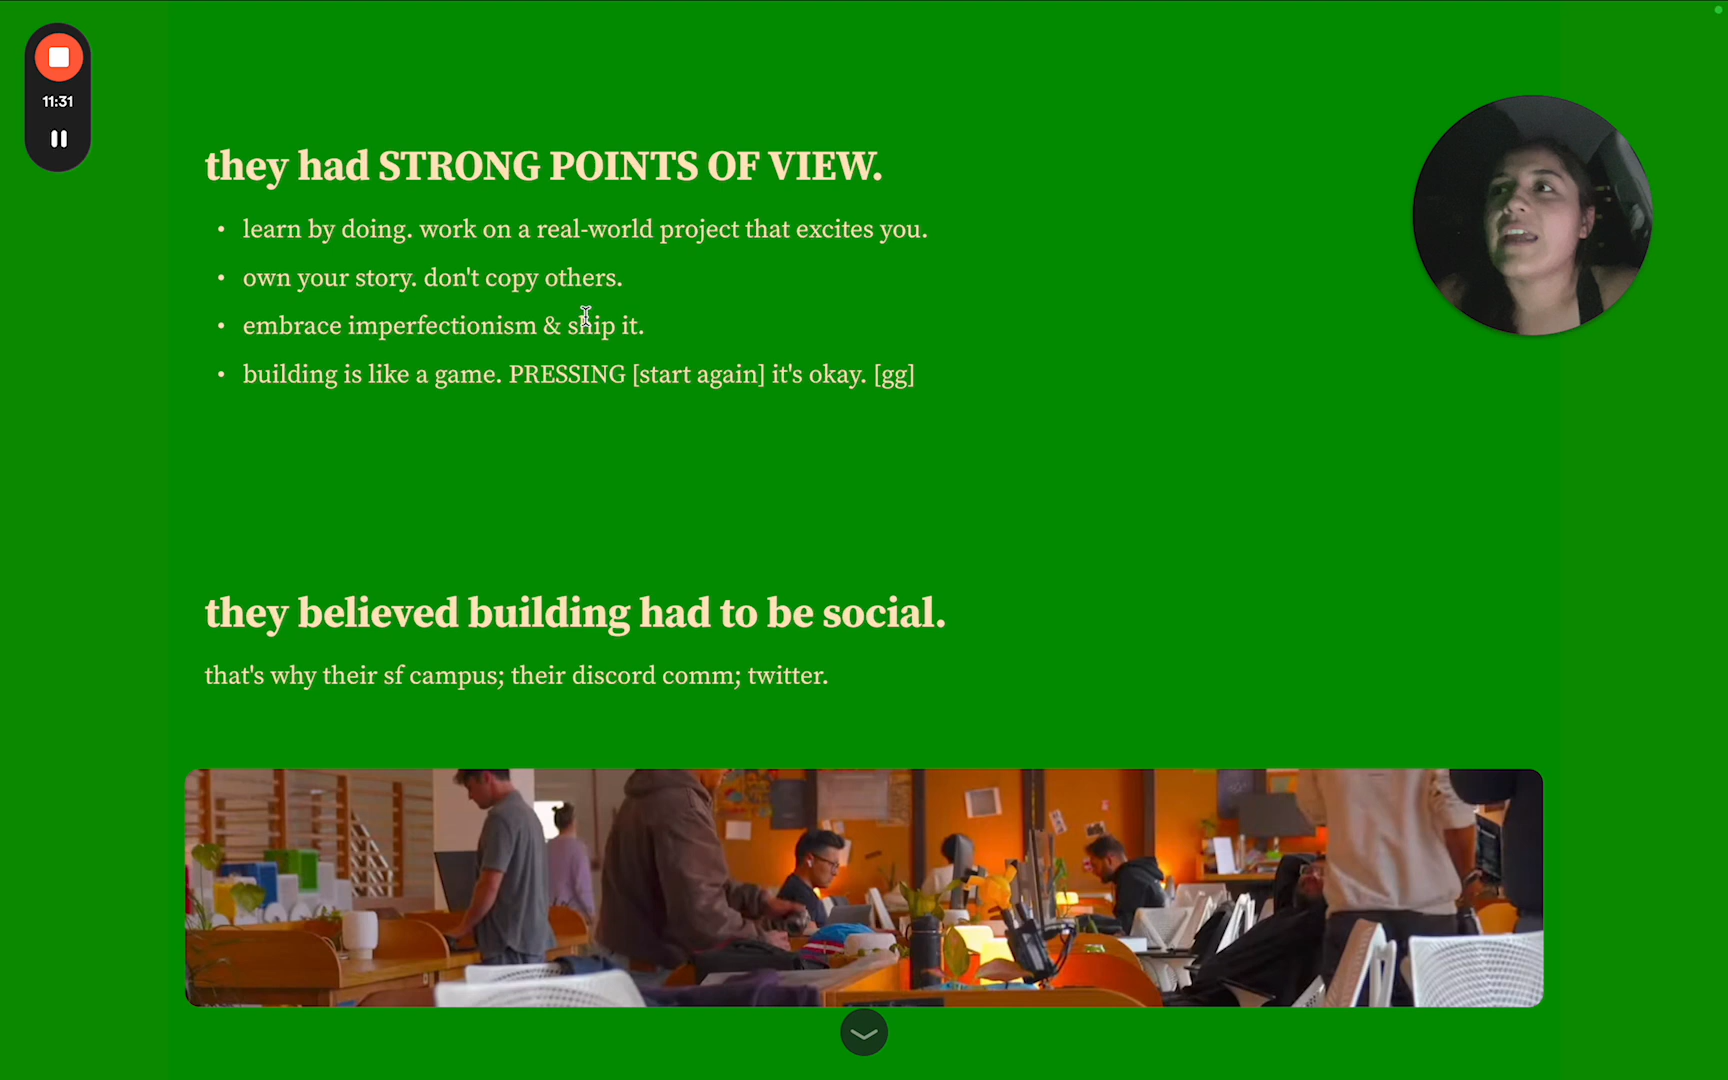 11:31
they had STRONG POINTS OF VIEW.
• learn by doing. work on a real-world project that excites you.
• own your story. don't copy others.
• embrace imperfectionism & ship it.
• building is like a game. PRESSING [start again] it's okay. [gg]
they believed building had to be social.
that's why their sf campus; their discord comm; twitter.